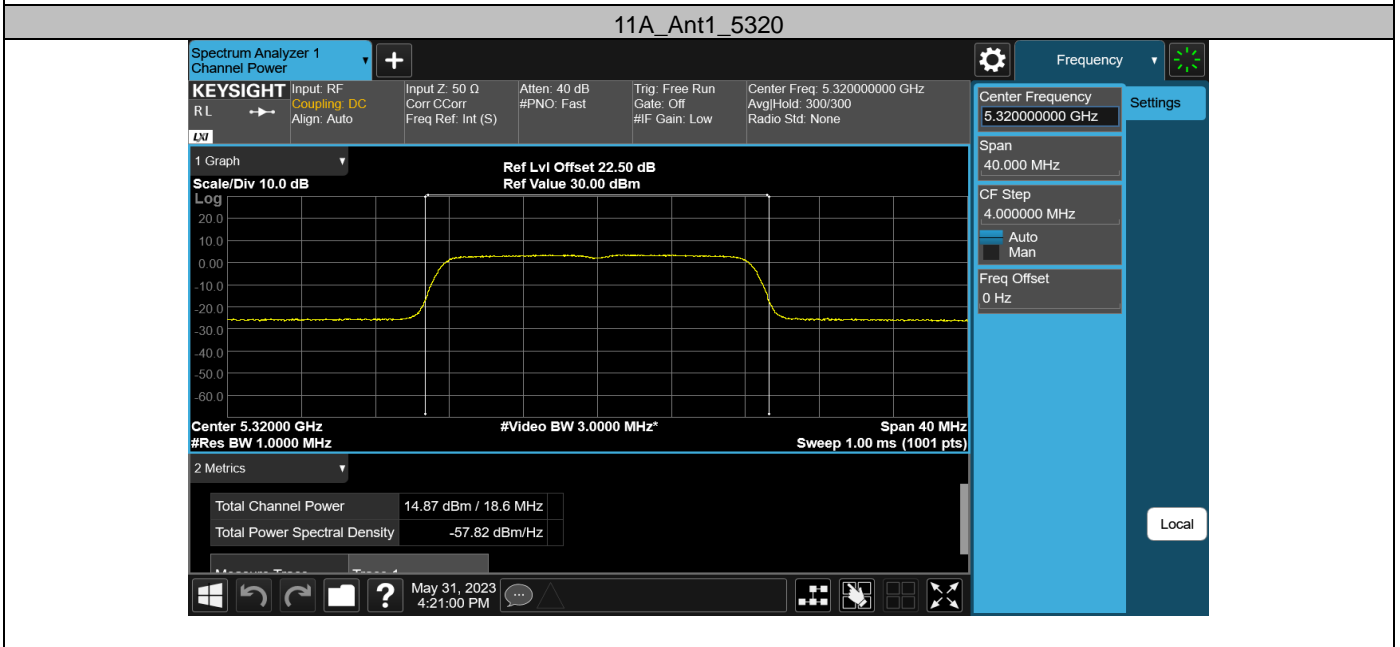 11A_Ant1_5320
Spectrum Analyzer 1
Channel Power
+
Frequency
KEYSIGHT
RL
LXI
Input: RF
Coupling: DC
Align: Auto
Input Z: 50 Ω
Corr CCorr
Freq Ref: Int (S)
Atten: 40 dB
#PNO: Fast
Trig: Free Run
Gate: Off
#IF Gain: Low
Center Freq: 5.320000000 GHz
Avg|Hold: 300/300
Radio Std: None
Center Frequency
5.320000000 GHz
Settings
Span
40.000 MHz
CF Step
4.000000 MHz
Auto
Man
Freq Offset
0 Hz
1 Graph
Scale/Div 10.0 dB
Ref Lvl Offset 22.50 dB
Ref Value 30.00 dBm
Log
20.0
10.0
0.00
-10.0
-20.0
-30.0
-40.0
-50.0
-60.0
Center 5.32000 GHz
#Res BW 1.0000 MHz
#Video BW 3.0000 MHz*
Span 40 MHz
Sweep 1.00 ms (1001 pts)
2 Metrics
Total Channel Power 14.87 dBm / 18.6 MHz
Total Power Spectral Density -57.82 dBm/Hz
Local
?
May 31, 2023
4:21:00 PM